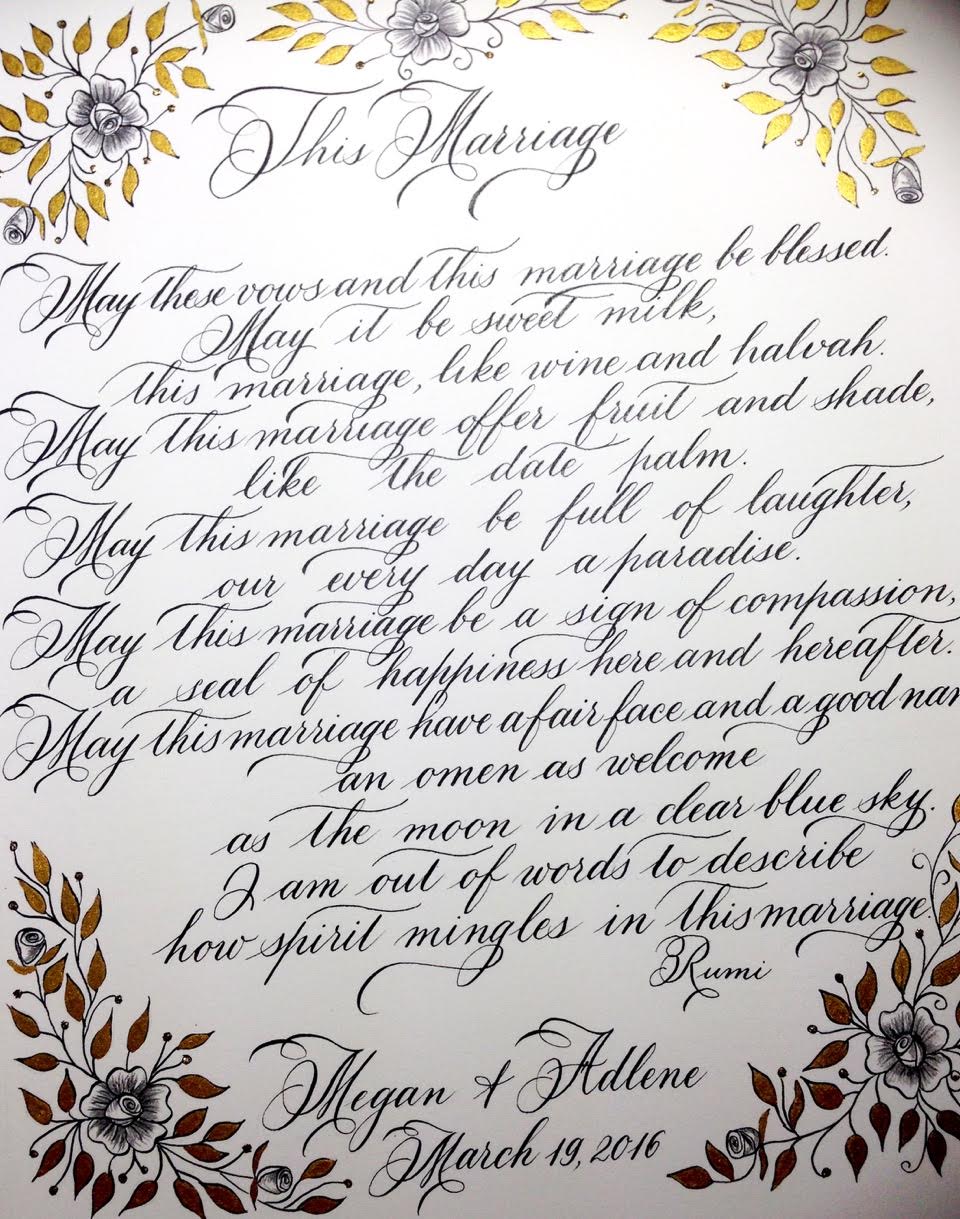 This Marriage
May these vows and this marriage be blessed.
May it be sweet milk,
this marriage, like wine and halvah.
May this marriage offer fruit and shade,
like the date palm.
May this marriage be full of laughter,
our every day a paradise.
May this marriage be a sign of compassion,
a seal of happiness here and hereafter.
May this marriage have a fair face and a good
an omen as welcome
as the moon in a clear blue sky.
I am out of words to describe
how spirit mingles in this marriage.
Rumi
Megan & Adlene
March 19, 2016